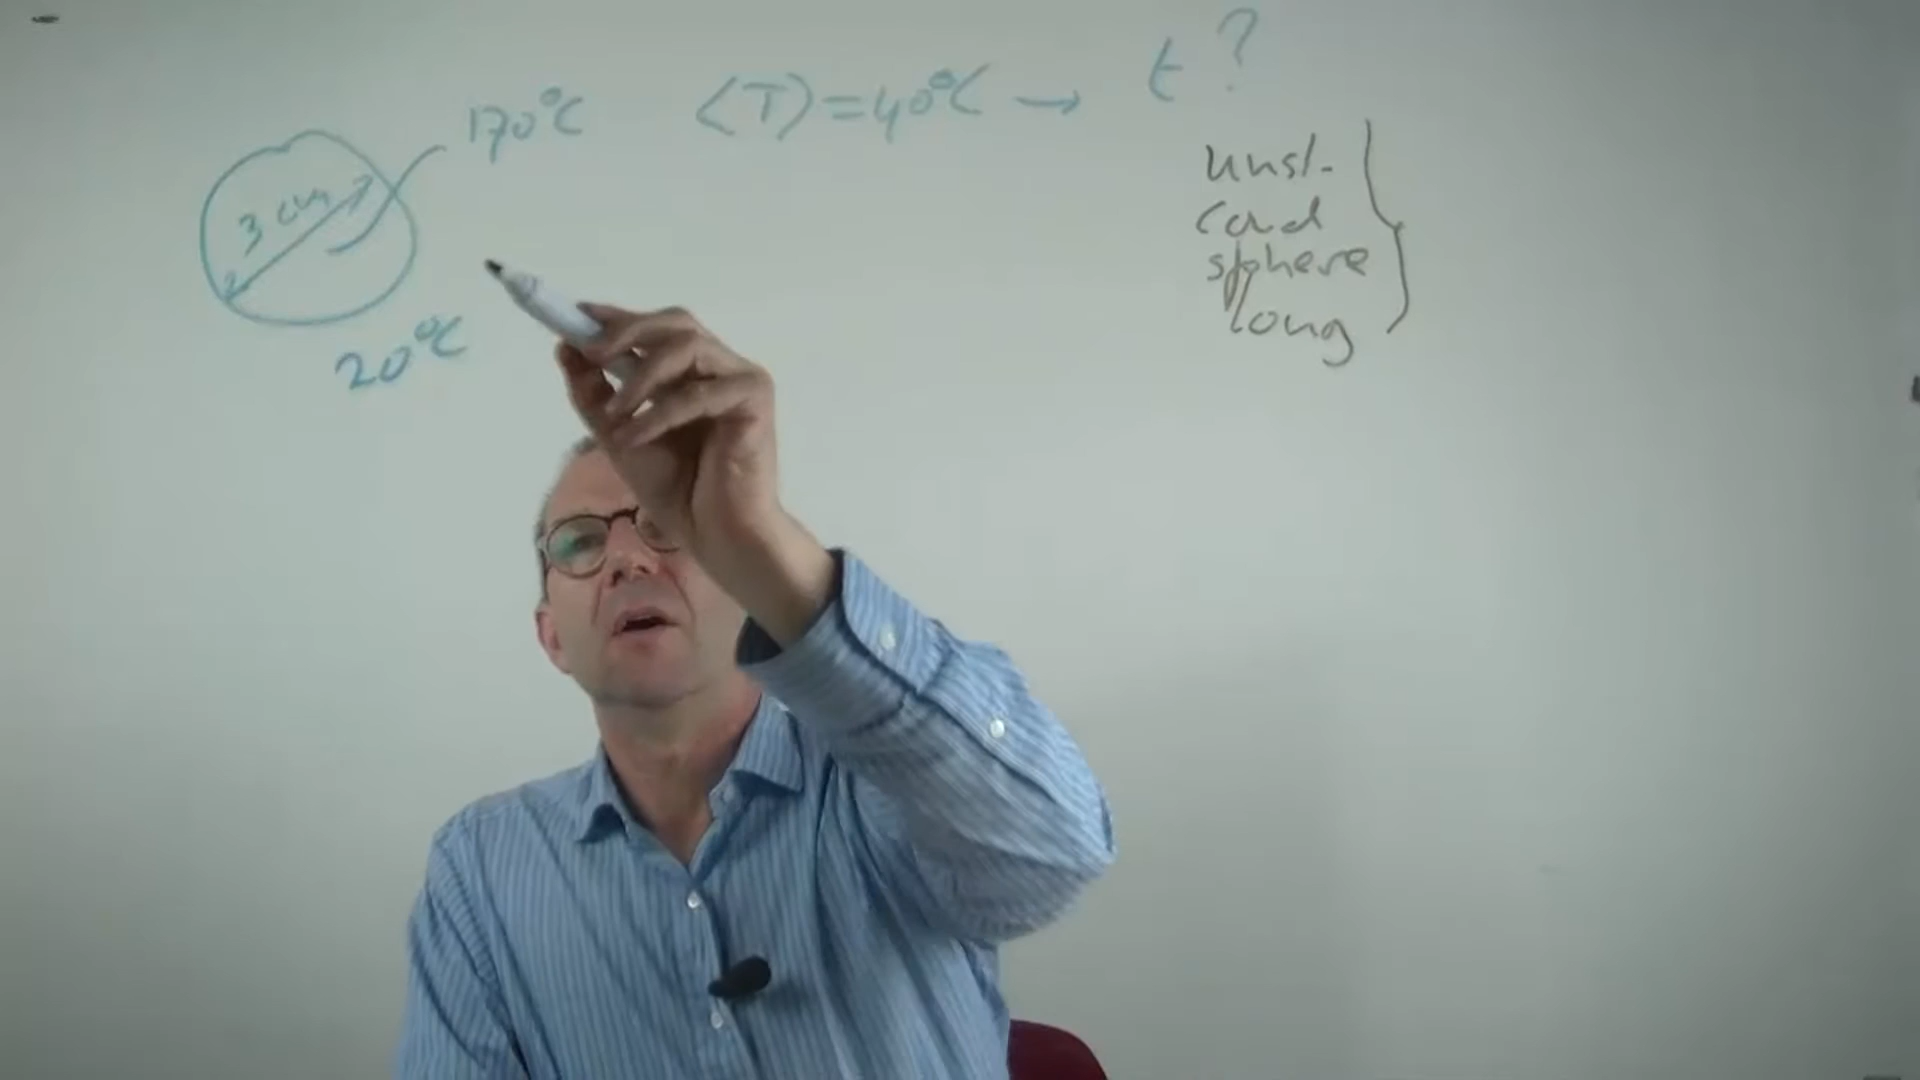 170°C
⟨T⟩=40°C → t?
3 cm
20°C
unst.
cond
sphere
long